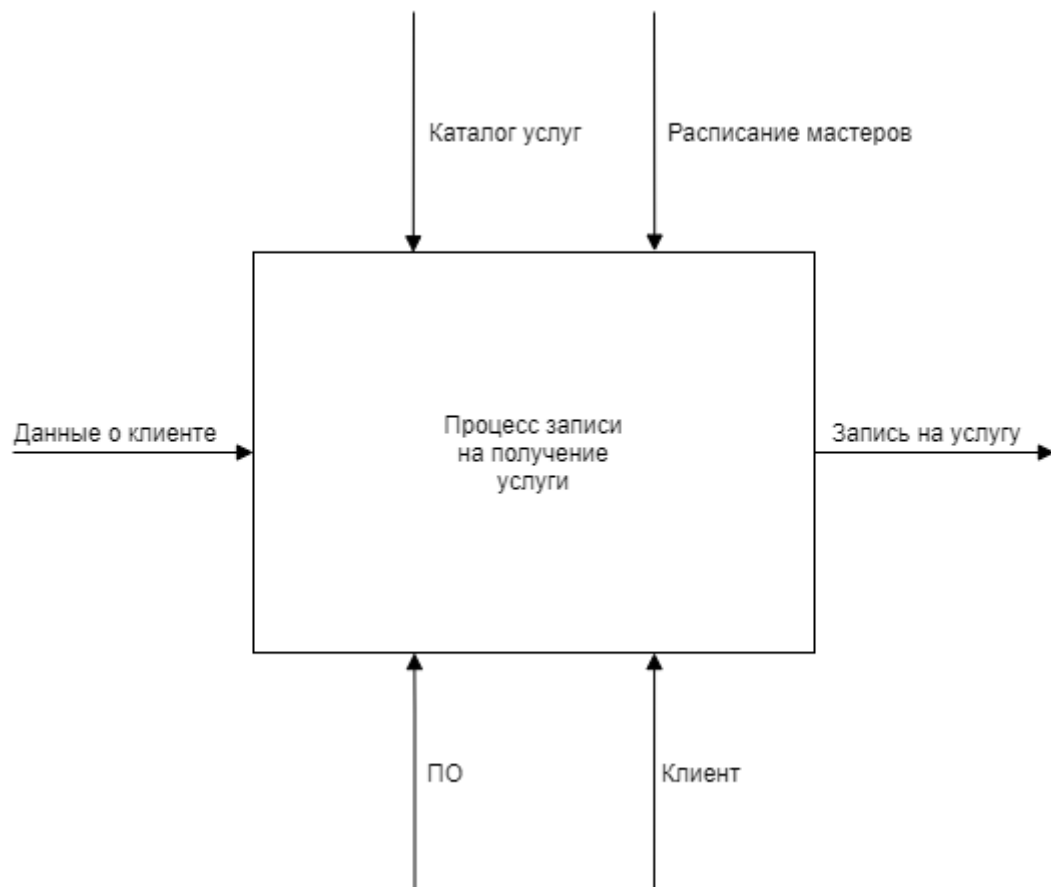 Каталог услуг
Расписание мастеров
Данные о клиенте
Процесс записи
на получение
услуги
Запись на услугу
ПО
Клиент